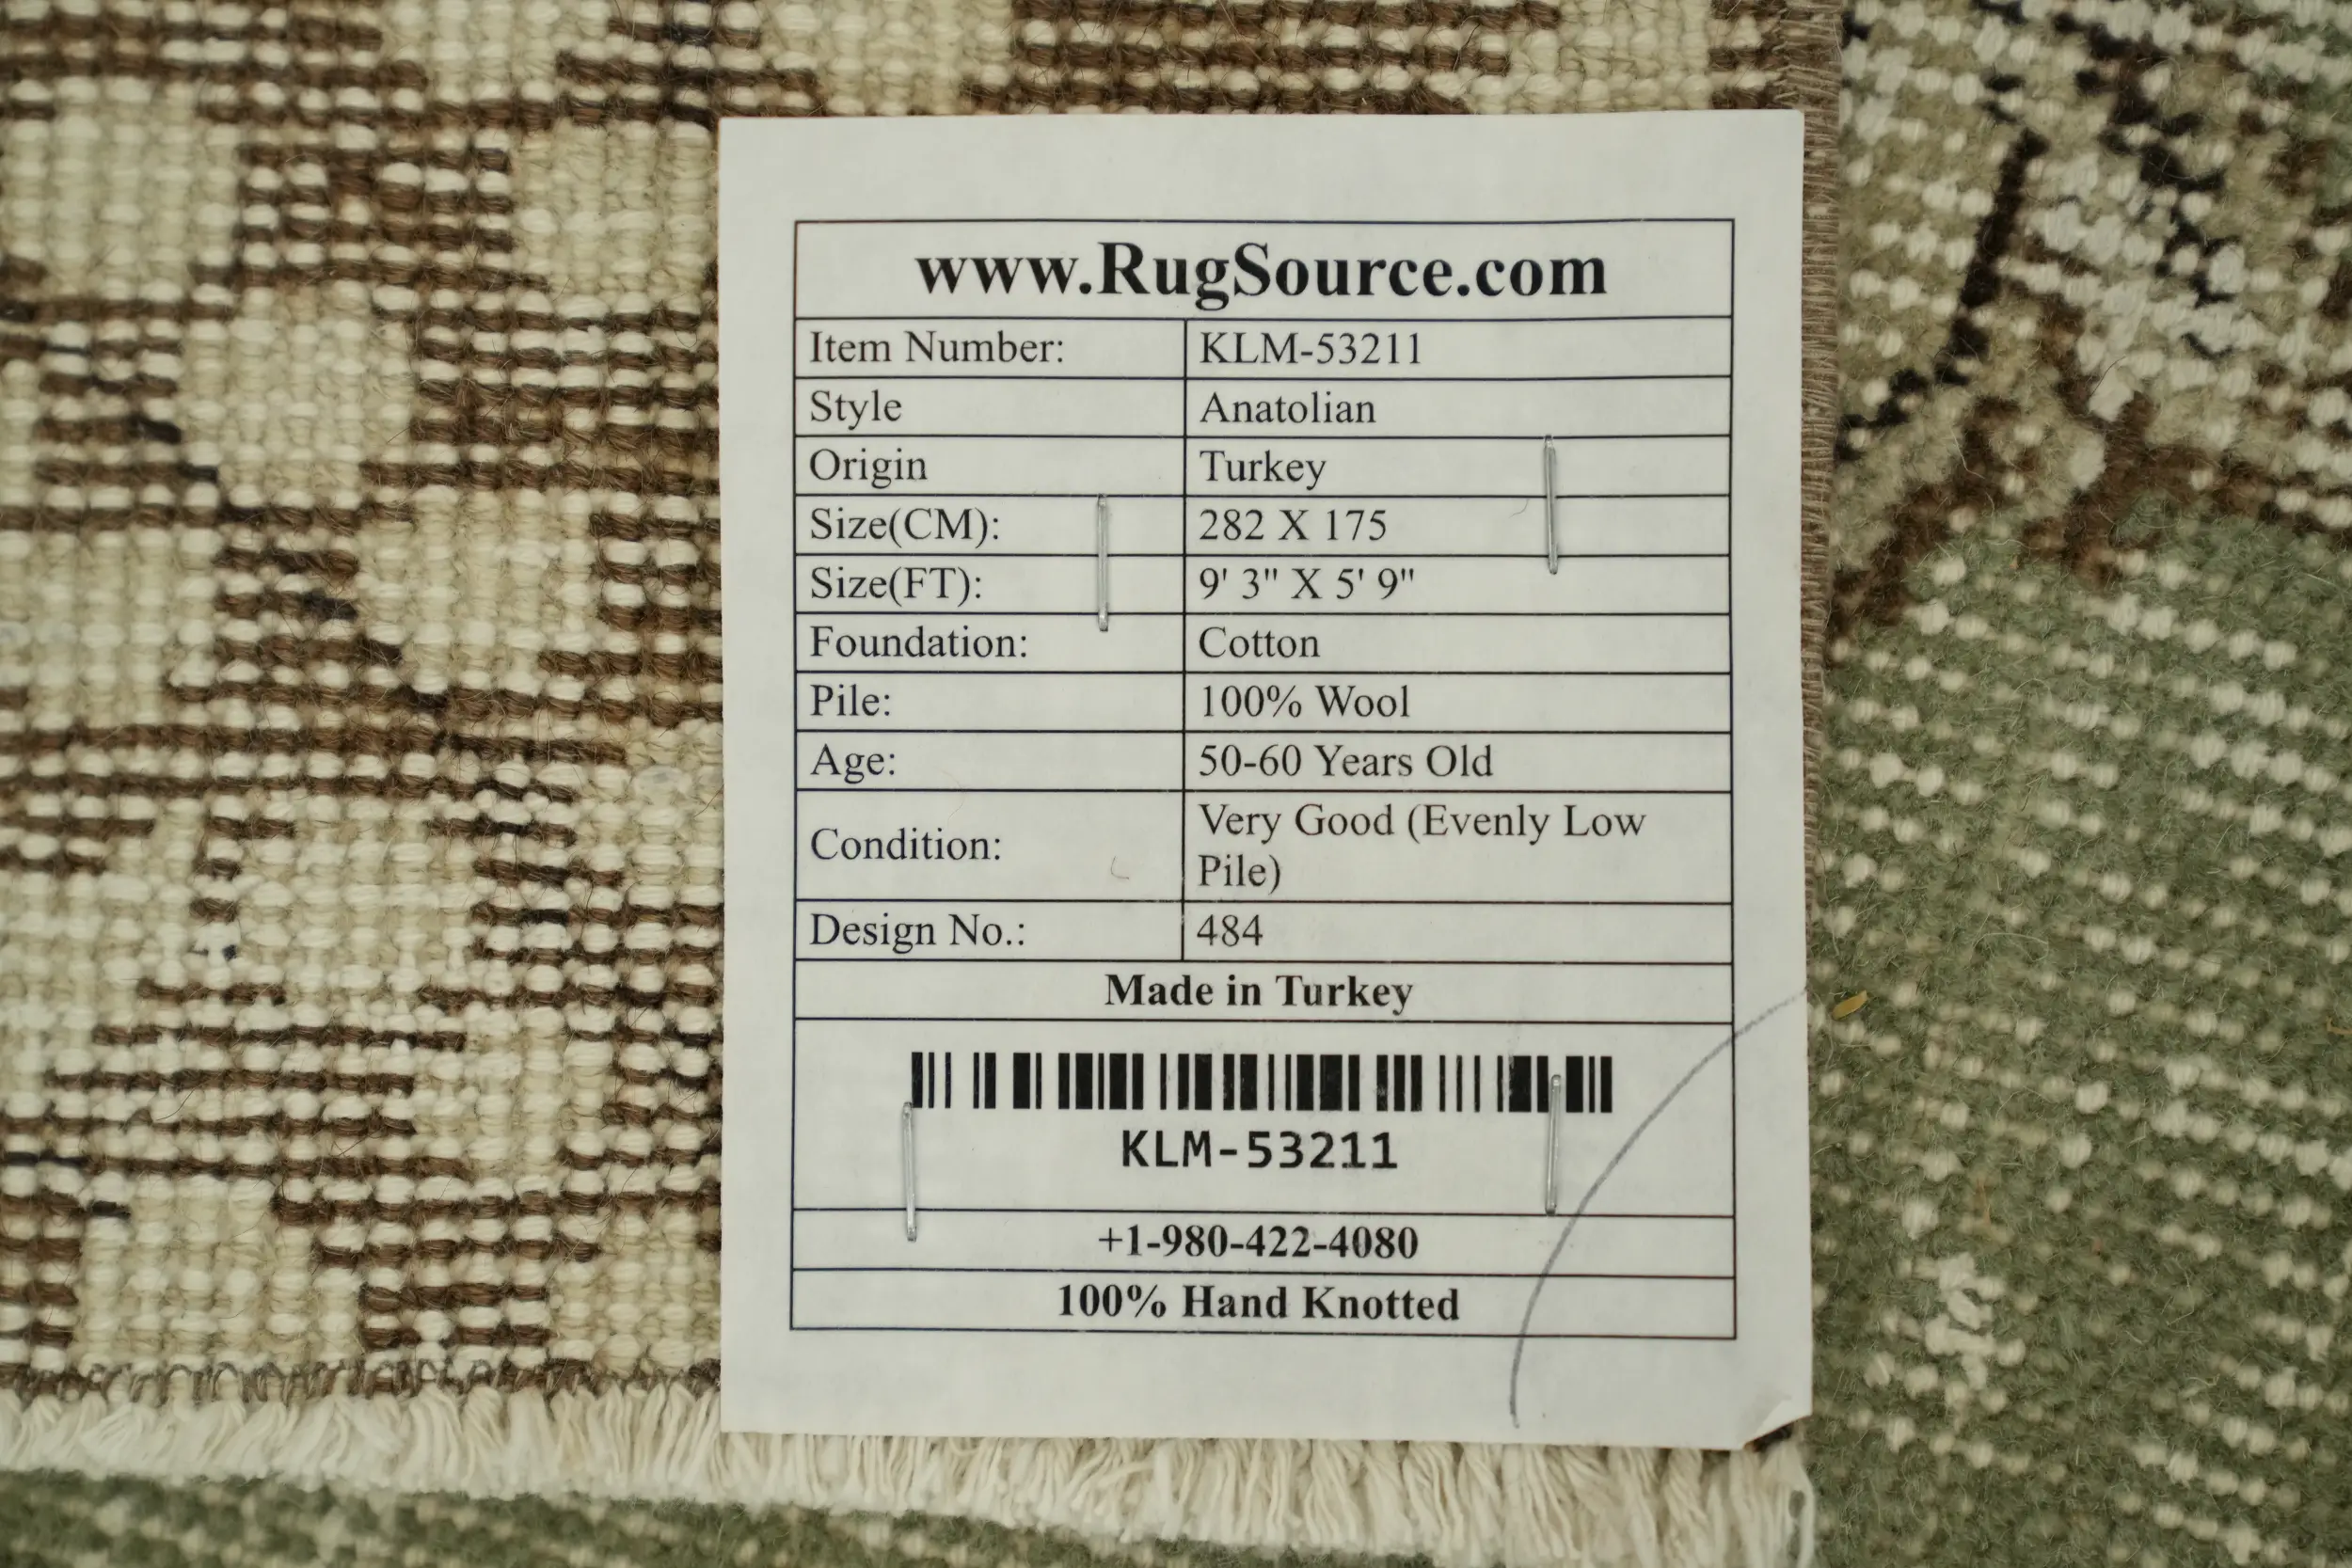 www.RugSource.com
Item Number: KLM-53211
Style Anatolian
Origin Turkey
Size(CM): 282 X 175
Size(FT): 9' 3" X 5' 9"
Foundation: Cotton
Pile: 100% Wool
Age: 50-60 Years Old
Condition: Very Good (Evenly Low
Pile)
Design No.: 484
Made in Turkey
KLM-53211
+1-980-422-4080
100% Hand Knotted